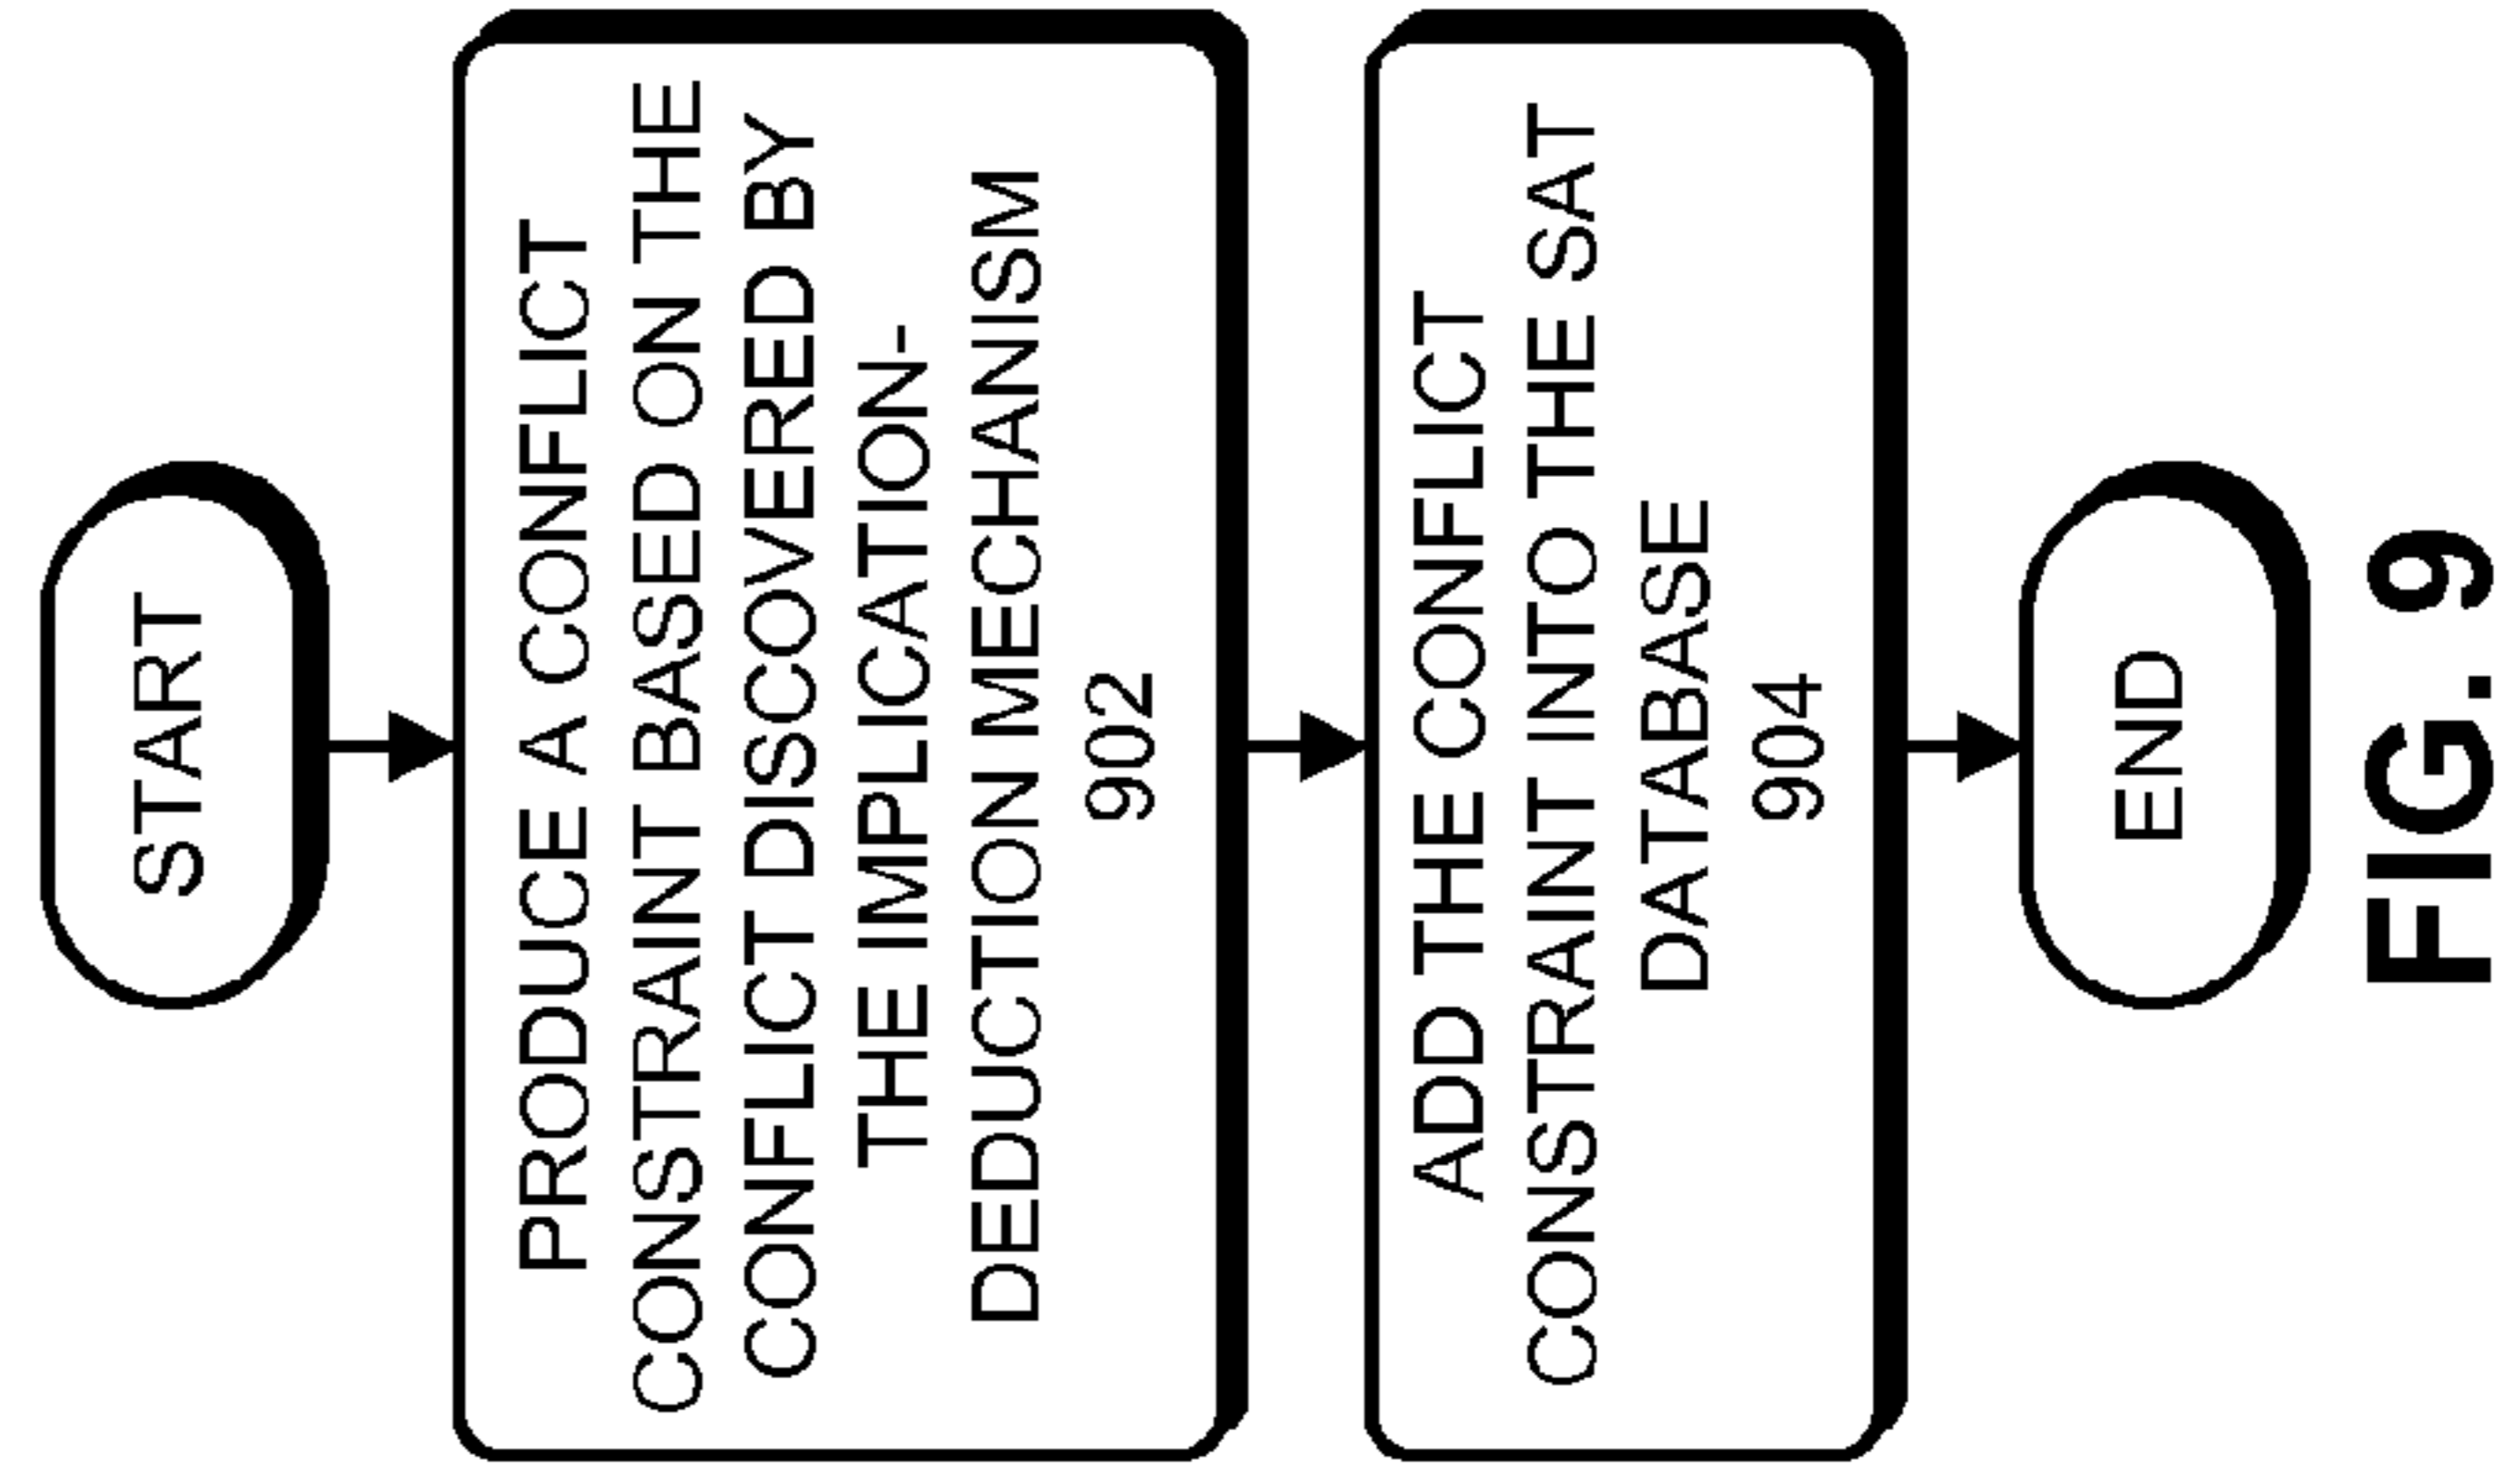 START
PRODUCE A CONFLICT
CONSTRAINT BASED ON THE
CONFLICT DISCOVERED BY
THE IMPLICATION-
DEDUCTION MECHANISM
902
ADD THE CONFLICT
CONSTRAINT INTO THE SAT
DATABASE
904
END
FIG. 9